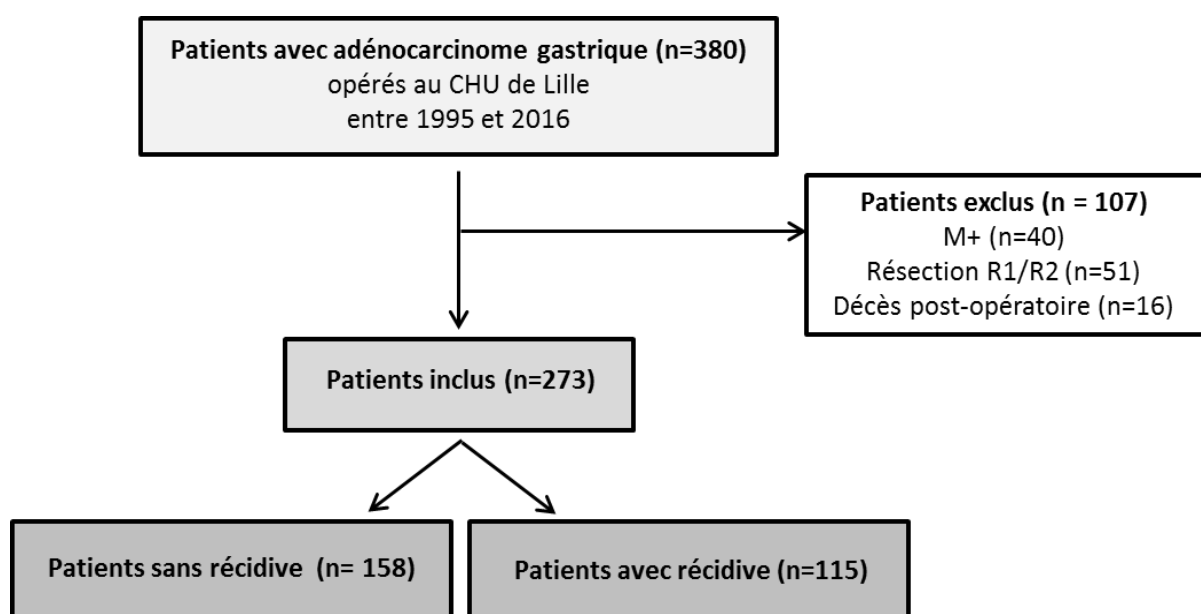 Patients avec adénocarcinome gastrique (n=380)
opérés au CHU de Lille
entre 1995 et 2016
Patients exclus (n = 107)
M+ (n=40)
Résection R1/R2 (n=51)
Décès post-opératoire (n=16)
Patients inclus (n=273)
Patients sans récidive (n= 158)
Patients avec récidive (n=115)